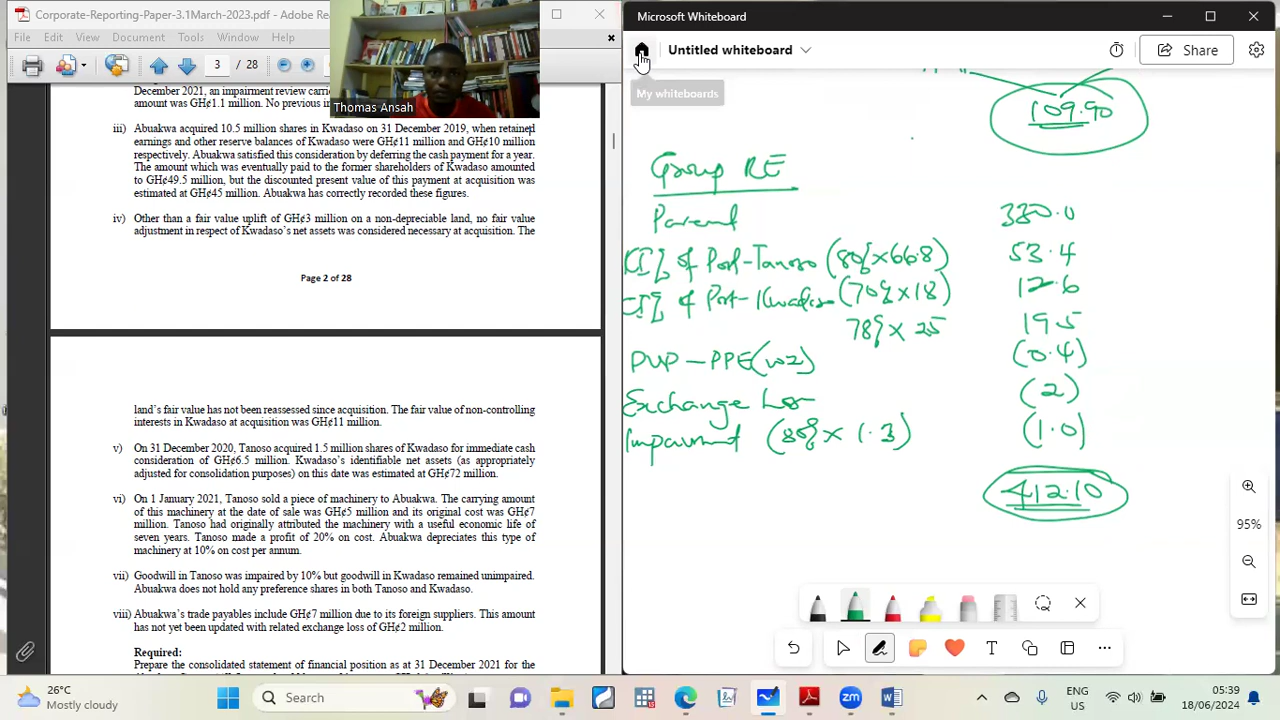 Corporate-Reporting-Paper-3.1March-2023.pdf - Adobe Re
File Edit View Document Tools Window Help
3 / 28
December 2021, an impairment review carri
amount was GH¢1.1 million. No previous in
iii) Abuakwa acquired 10.5 million shares in Kwadaso on 31 December 2019, when retained
earnings and other reserve balances of Kwadaso were GH¢11 million and GH¢10 million
respectively. Abuakwa satisfied this consideration by deferring the cash payment for a year.
The amount which was eventually paid to the former shareholders of Kwadaso amounted
to GH¢49.5 million, but the discounted present value of this payment at acquisition was
estimated at GH¢45 million. Abuakwa has correctly recorded these figures.
iv) Other than a fair value uplift of GH¢3 million on a non-depreciable land, no fair value
adjustment in respect of Kwadaso's net assets was considered necessary at acquisition. The
Page 2 of 28
land's fair value has not been reassessed since acquisition. The fair value of non-controlling
interests in Kwadaso at acquisition was GH¢11 million.
v) On 31 December 2020, Tanoso acquired 1.5 million shares of Kwadaso for immediate cash
consideration of GH¢6.5 million. Kwadaso's identifiable net assets (as appropriately
adjusted for consolidation purposes) on this date was estimated at GH¢72 million.
vi) On 1 January 2021, Tanoso sold a piece of machinery to Abuakwa. The carrying amount
of this machinery at the date of sale was GH¢5 million and its original cost was GH¢7
million. Tanoso had originally attributed the machinery with a useful economic life of
seven years. Tanoso made a profit of 20% on cost. Abuakwa depreciates this type of
machinery at 10% on cost per annum.
vii) Goodwill in Tanoso was impaired by 10% but goodwill in Kwadaso remained unimpaired.
Abuakwa does not hold any preference shares in both Tanoso and Kwadaso.
viii) Abuakwa's trade payables include GH¢7 million due to its foreign suppliers. This amount
has not yet been updated with related exchange loss of GH¢2 million.
Required:
Prepare the consolidated statement of financial position as at 31 December 2021 for the
Thomas Ansah
Microsoft Whiteboard
Untitled whiteboard
Share
My whiteboards
109.90
Group RE
Parent 330.0
CI% of Post-Tanoso (80% x 66.8) 53.4
CI% of Post-Kwadaso (70% x 18) 12.6
78% x 25 19.5
PUP - PPE (w2) (0.4)
Exchange Loss (2)
Impairment (80% x 1.3) (1.0)
412.10
95%
26°C
Mostly cloudy
Search
ENG
US
05:39
18/06/2024